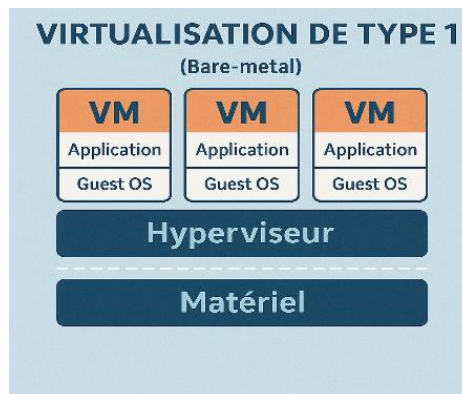 VIRTUALISATION DE TYPE 1
(Bare-metal)
VM VM VM
Application Application Application
Guest OS Guest OS Guest OS
Hyperviseur
Matériel